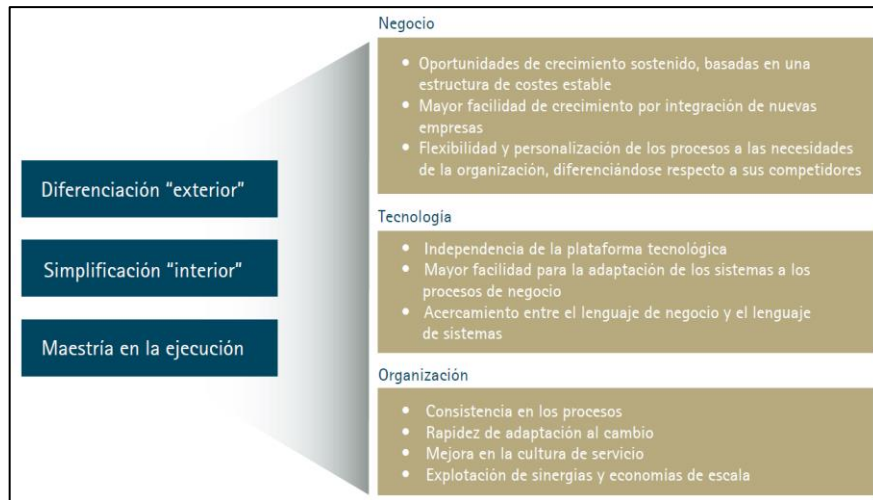 Diferenciación “exterior”
Simplificación “interior”
Maestría en la ejecución
Negocio
• Oportunidades de crecimiento sostenido, basadas en una
estructura de costes estable
• Mayor facilidad de crecimiento por integración de nuevas
empresas
• Flexibilidad y personalización de los procesos a las necesidades
de la organización, diferenciándose respecto a sus competidores
Tecnología
• Independencia de la plataforma tecnológica
• Mayor facilidad para la adaptación de los sistemas a los
procesos de negocio
• Acercamiento entre el lenguaje de negocio y el lenguaje
de sistemas
Organización
• Consistencia en los procesos
• Rapidez de adaptación al cambio
• Mejora en la cultura de servicio
• Explotación de sinergias y economías de escala